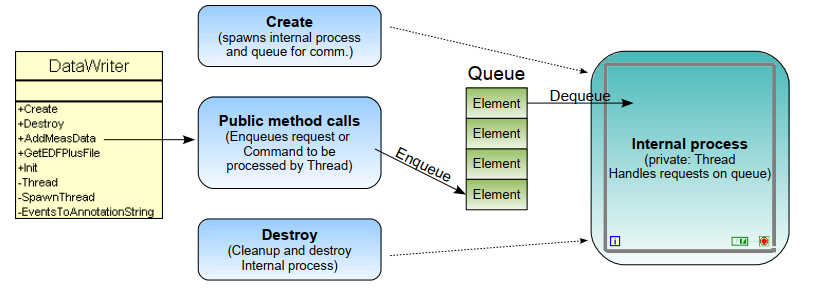 DataWriter
+Create
+Destroy
+AddMeasData
+GetEDFPlusFile
+Init
-Thread
-SpawnThread
-EventsToAnnotationString
Create
(spawns internal process
and queue for comm.)
Public method calls
(Enqueues request or
Command to be
processed by Thread)
Destroy
(Cleanup and destroy
Internal process)
Enqueue
Queue
Element
Element
Element
Element
Dequeue
Internal process
(private: Thread
Handles requests on queue)
i